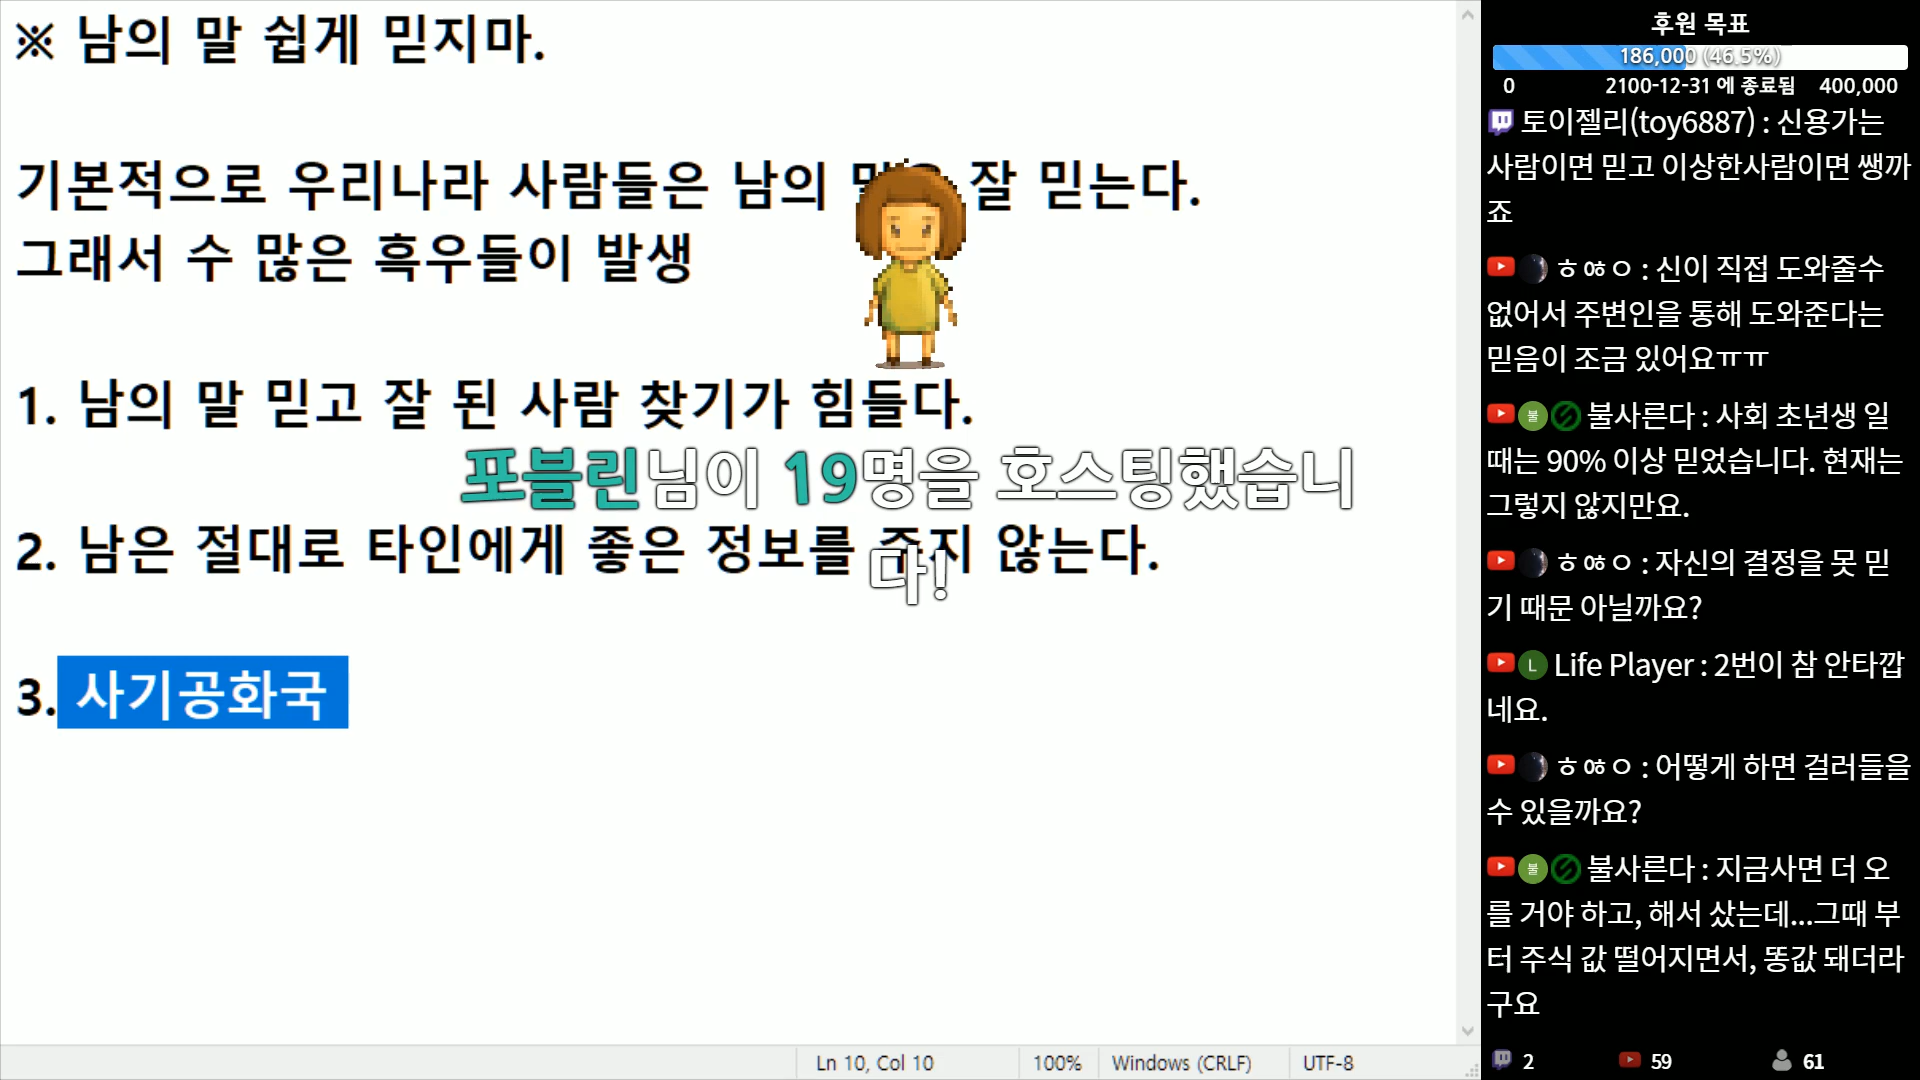 ※ 남의 말 쉽게 믿지마.
기본적으로 우리나라 사람들은 남의 잘 믿는다.
그래서 수 많은 흑우들이 발생
1. 남의 말 믿고 잘 된 사람 찾기가 힘들다.
포블린님이 19명을 호스팅했습니
다!
2. 남은 절대로 타인에게 좋은 정보를 주지 않는다.
3. 사기공화국
Ln 10, Col 10 100% Windows (CRLF) UTF-8
후원 목표
186,000 (46.5%)
0 2100-12-31 에 종료됨 400,000
토이젤리(toy6887) : 신용가는
사람이면 믿고 이상한사람이면 쌩까
죠
ㅎㆀㅇ : 신이 직접 도와줄수
없어서 주변인을 통해 도와준다는
믿음이 조금 있어요ㅠㅠ
불 불사른다 : 사회 초년생 일
때는 90% 이상 믿었습니다. 현재는
그렇지 않지만요.
ㅎㆀㅇ : 자신의 결정을 못 믿
기 때문 아닐까요?
L Life Player : 2번이 참 안타깝
네요.
ㅎㆀㅇ : 어떻게 하면 걸러들을
수 있을까요?
불 불사른다 : 지금사면 더 오
를 거야 하고, 해서 샀는데...그때 부
터 주식 값 떨어지면서, 똥값 돼더라
구요
2 59 61